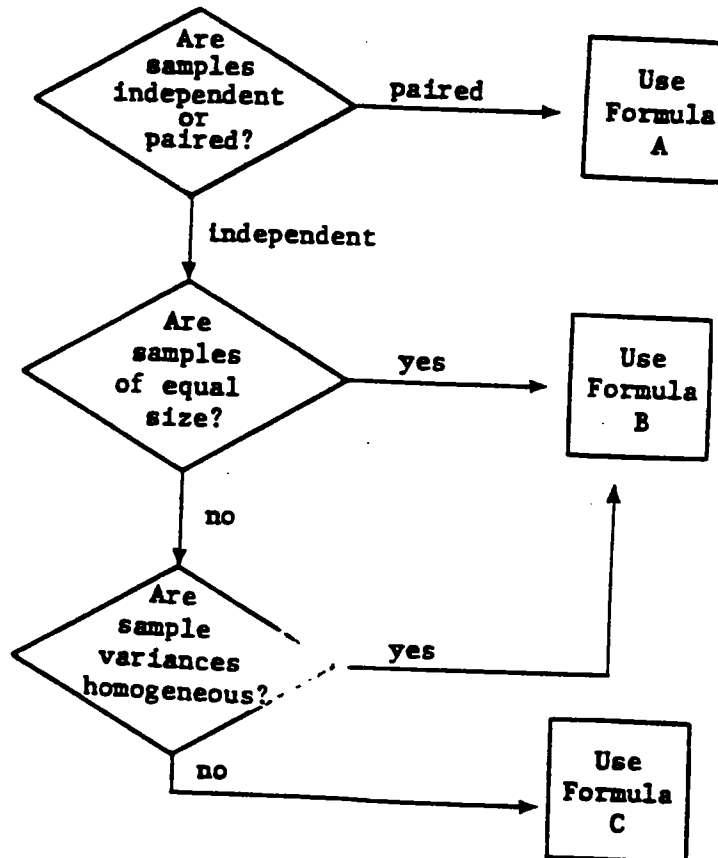 Are
samples
independent
or
paired?
paired
Use
Formula
A
independent
Are
samples
of equal
size?
yes
Use
Formula
B
no
Are
sample
variances
homogeneous?
yes
no
Use
Formula
C